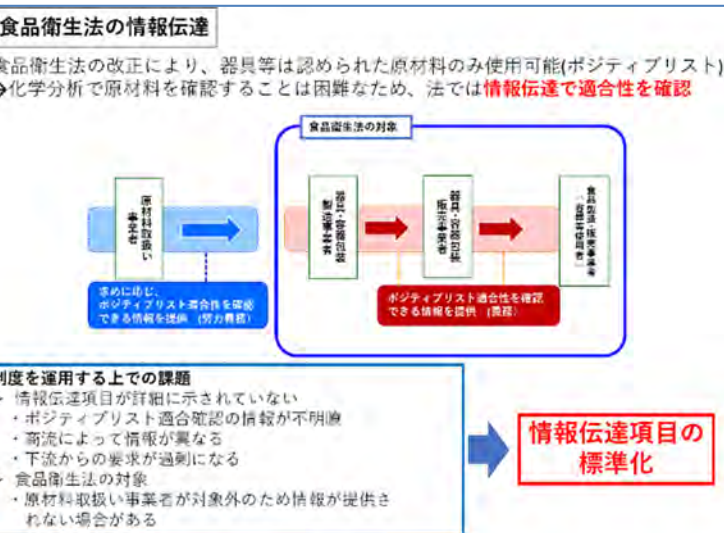 食品衛生法の情報伝達
食品衛生法の改正により、器具等は認められた原材料のみ使用可能(ポジティブリスト)
➔化学分析で原材料を確認することは困難なため、法では情報伝達で適合性を確認
食品衛生法の対象
原材料取扱い
事業者
器具・容器包装
製造事業者
器具・容器包装
販売事業者
食品製造・販売事業者
求めに応じ、
ポジティブリスト適合性を確認
できる情報を提供 (努力義務)
ポジティブリスト適合性を確認
できる情報を提供 (義務)
制度を運用する上での課題
情報伝達項目が詳細に示されていない
・ポジティブリスト適合確認の情報が不明瞭
・商流によって情報が異なる
・下流からの要求が過剰になる
食品衛生法の対象
・原材料取扱い事業者が対象外のため情報が提供さ
れない場合がある
情報伝達項目の
標準化